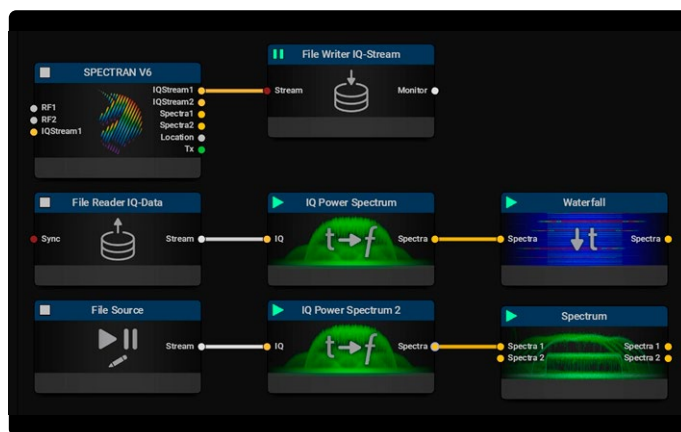 SPECTRAN V6
RF1
RF2
IQStream1
IQStream1
IQStream2
Spectra1
Spectra2
Location
Tx
File Writer IQ-Stream
Stream
Monitor
File Reader IQ-Data
Sync
Stream
IQ Power Spectrum
t→f
IQ
Spectra
Waterfall
Spectra
t
Spectra
File Source
Stream
IQ Power Spectrum 2
t→f
IQ
Spectra
Spectrum
Spectra 1
Spectra 2
Spectra 1
Spectra 2